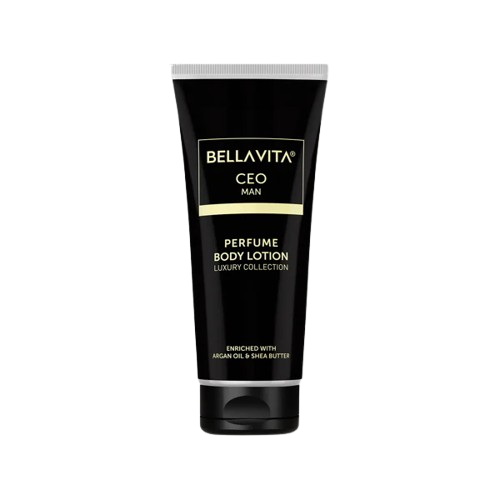 BELLAVITA®
CEO
MAN
PERFUME
BODY LOTION
LUXURY COLLECTION
ENRICHED WITH
ARGAN OIL & SHEA BUTTER